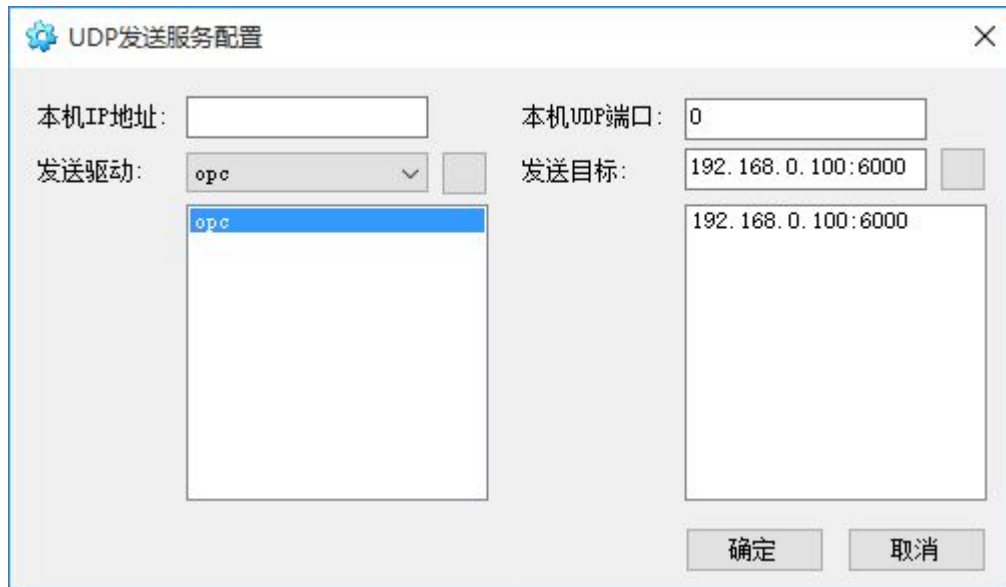 UDP发送服务配置
本机IP地址:
本机UDP端口: 0
发送驱动: opc
发送目标: 192.168.0.100:6000
opc
192.168.0.100:6000
确定
取消